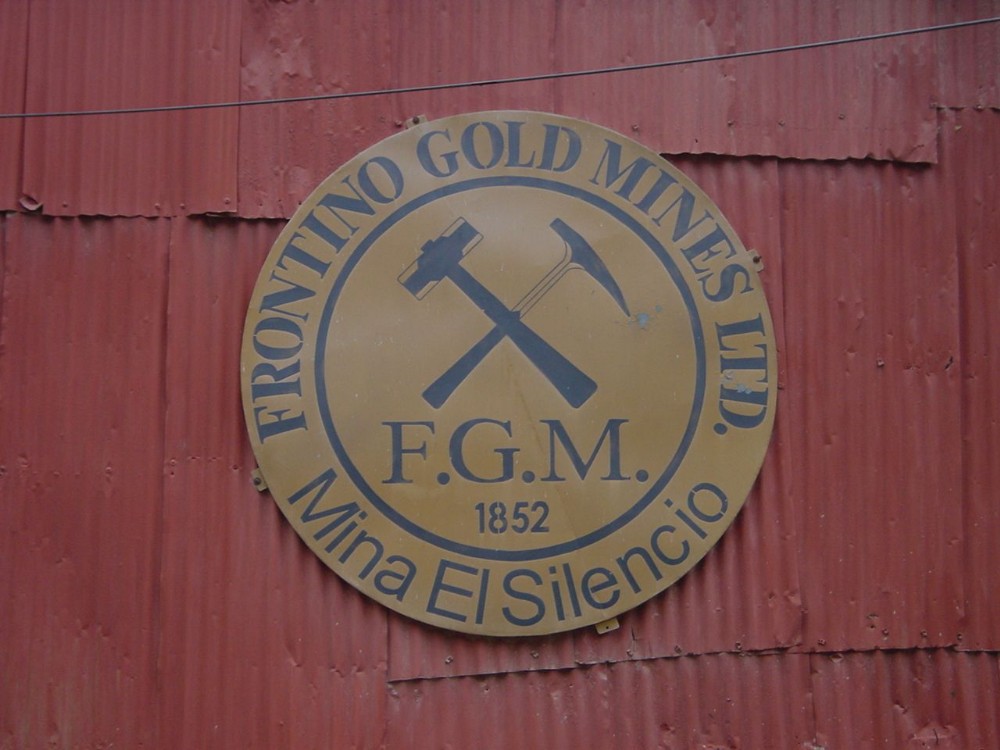 FRONTINO GOLD MINES LTD.
F.G.M.
1852
Mina El Silencio